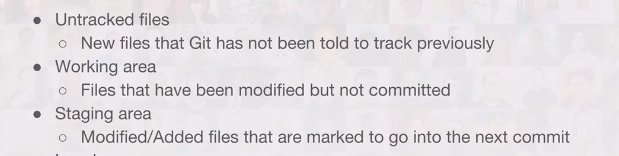 ● Untracked files
○ New files that Git has not been told to track previously
● Working area
○ Files that have been modified but not committed
● Staging area
○ Modified/Added files that are marked to go into the next commit